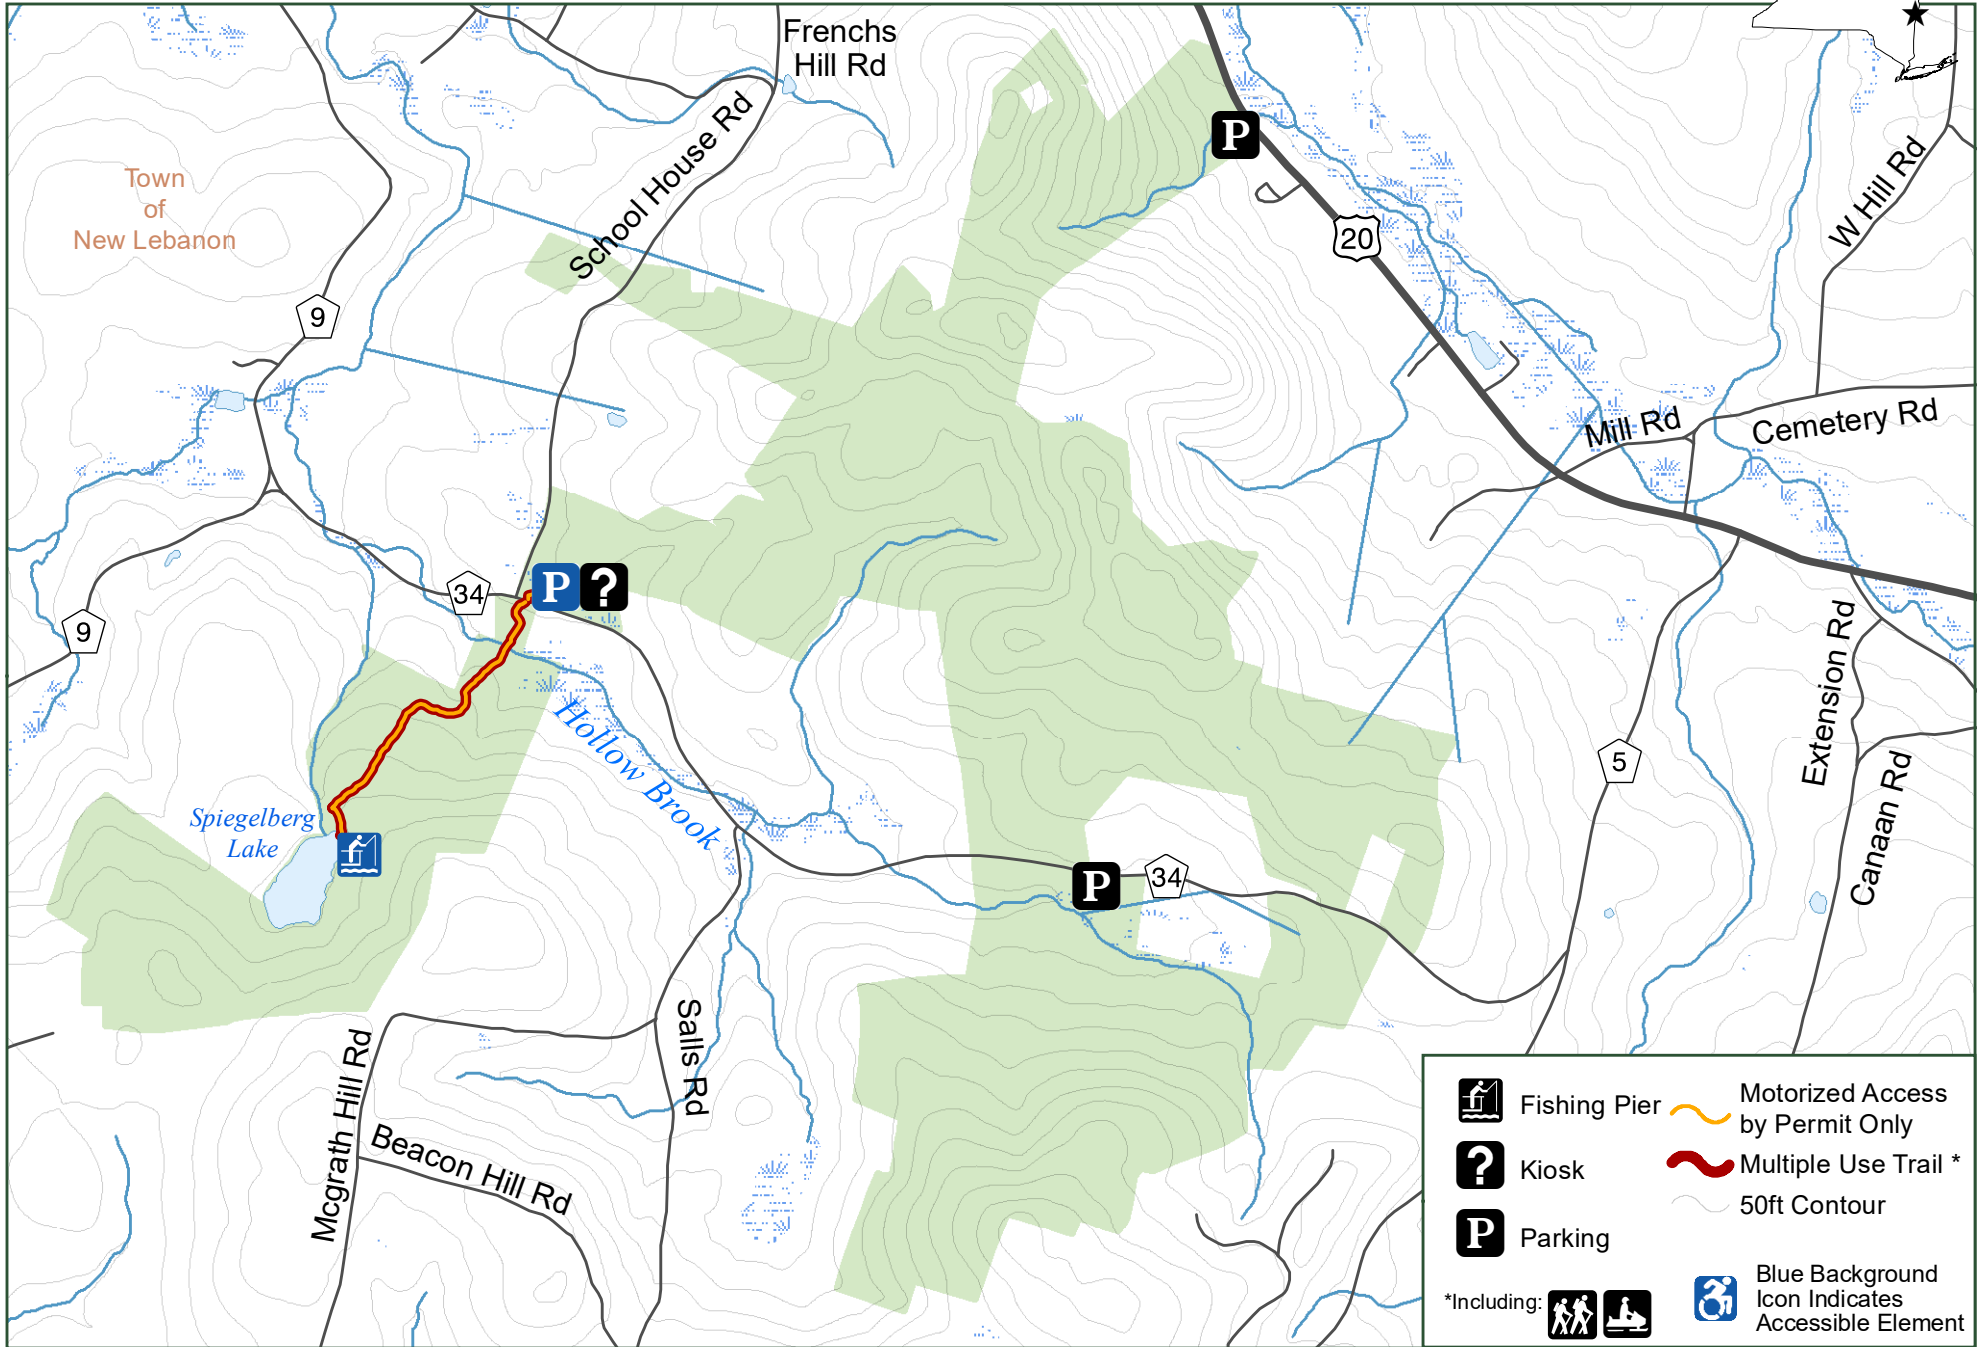 Frenchs
Hill Rd
School House Rd
Town
of
New Lebanon
9
P
20
W Hill Rd
Mill Rd
Cemetery Rd
34
P ?
9
Hollow Brook
Spiegelberg
Lake
5
Extension Rd
Canaan Rd
P
34
Salls Rd
Mcgrath Hill Rd
Beacon Hill Rd
Fishing Pier
? Kiosk
P Parking
*Including:
Motorized Access
by Permit Only
Multiple Use Trail *
50ft Contour
Blue Background
Icon Indicates
Accessible Element